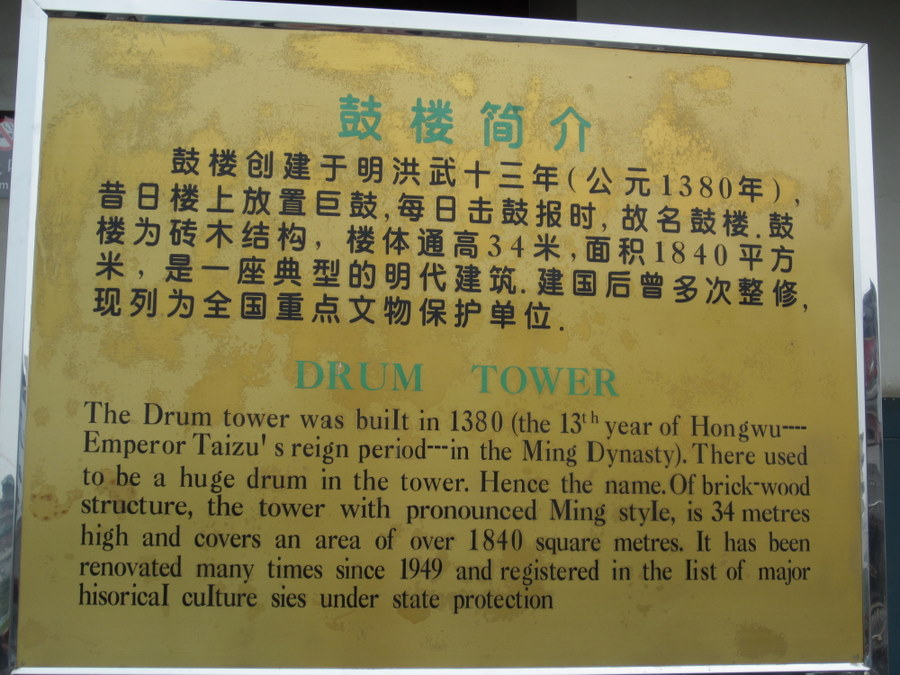 鼓楼简介
鼓楼创建于明洪武十三年(公元1380年),
昔日楼上放置巨鼓,每日击鼓报时,故名鼓楼.鼓
楼为砖木结构,楼体通高34米,面积1840平方
米,是一座典型的明代建筑.建国后曾多次整修,
现列为全国重点文物保护单位.
DRUM TOWER
The Drum tower was built in 1380 (the 13th year of Hongwu----
Emperor Taizu's reign period---in the Ming Dynasty). There used
to be a huge drum in the tower. Hence the name. Of brick-wood
structure, the tower with pronounced Ming style, is 34 metres
high and covers an area of over 1840 square metres. It has been
renovated many times since 1949 and registered in the list of major
hisorical culture sies under state protection